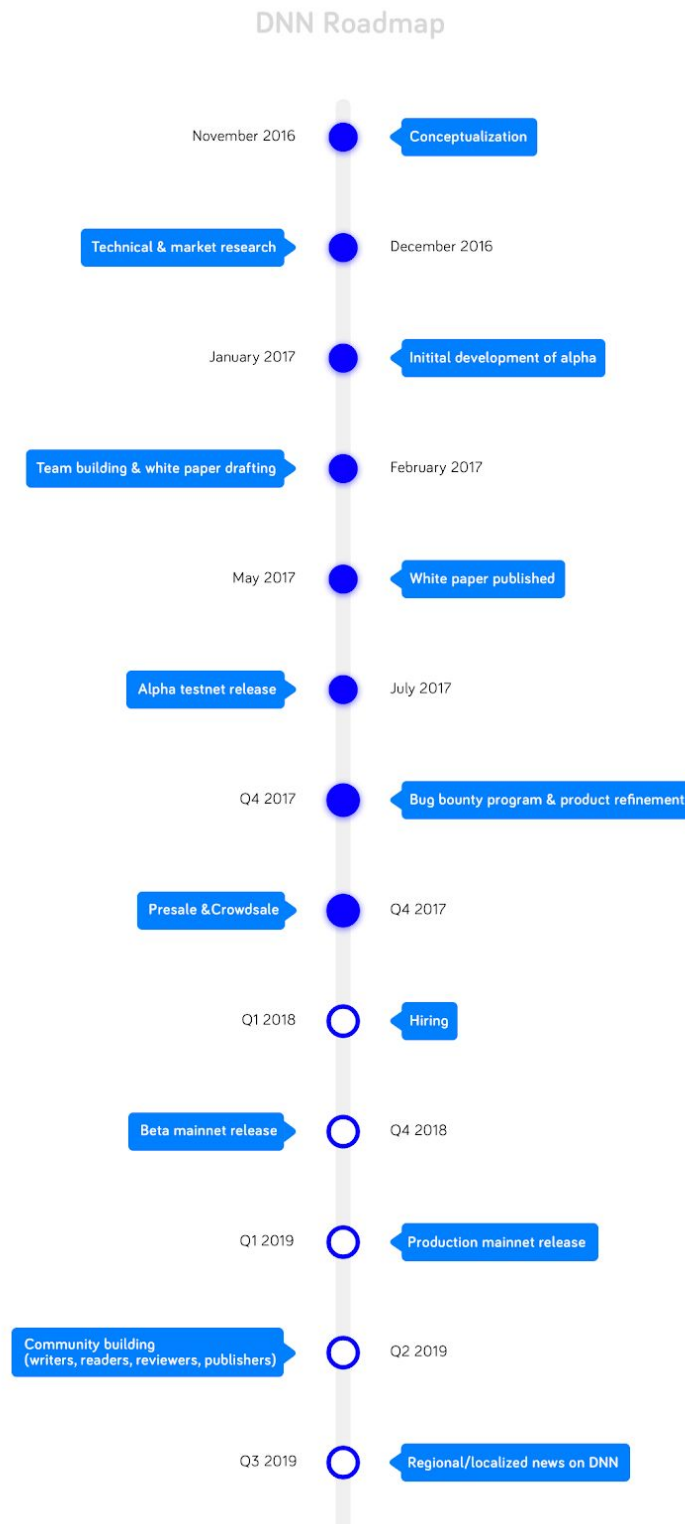 DNN Roadmap
November 2016
Conceptualization
Technical & market research
December 2016
January 2017
Initital development of alpha
Team building & white paper drafting
February 2017
May 2017
White paper published
Alpha testnet release
July 2017
Q4 2017
Bug bounty program & product refinement
Presale &Crowdsale
Q4 2017
Q1 2018
Hiring
Beta mainnet release
Q4 2018
Q1 2019
Production mainnet release
Community building
(writers, readers, reviewers, publishers)
Q2 2019
Q3 2019
Regional/localized news on DNN